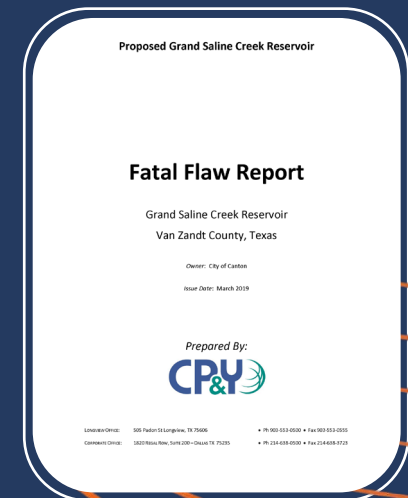 Proposed Grand Saline Creek Reservoir
Fatal Flaw Report
Grand Saline Creek Reservoir
Van Zandt County, Texas
Owner: City of Canton
Issue Date: March 2019
Prepared By:
CP&Y
LONGVIEW OFFICE: 505 Padon St Longview, TX 75606 • Ph 903-553-0500 • Fax 903-553-0555
CORPORATE OFFICE: 1820 Regal Row, Suite 200 – Dallas TX 75235 • Ph 214-638-0500 • Fax 214-638-3723